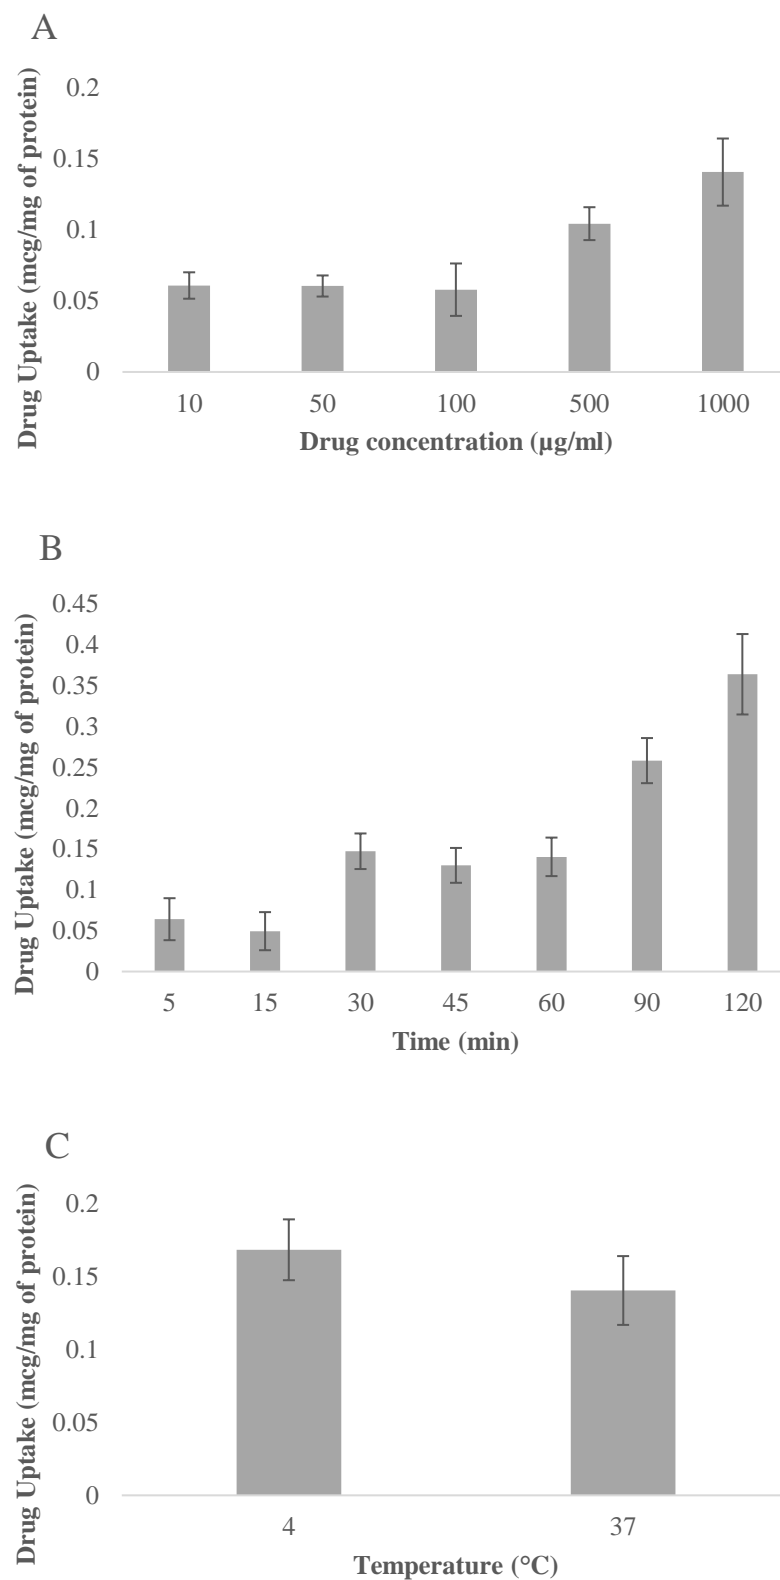 A
Drug Uptake (mcg/mg of protein)
0.2
0.15
0.1
0.05
0
10 50 100 500 1000
Drug concentration (µg/ml)
B
Drug Uptake (mcg/mg of protein)
0.45
0.4
0.35
0.3
0.25
0.2
0.15
0.1
0.05
0
5 15 30 45 60 90 120
Time (min)
C
Drug Uptake (mcg/mg of protein)
0.2
0.15
0.1
0.05
0
4 37
Temperature (°C)